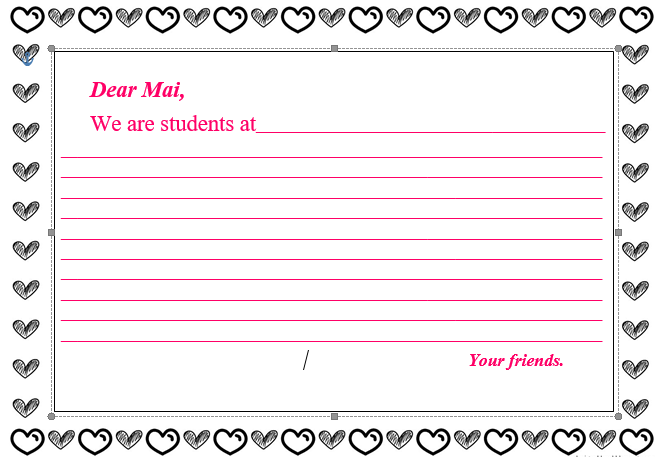 Dear Mai,
We are students at
/
Your friends.